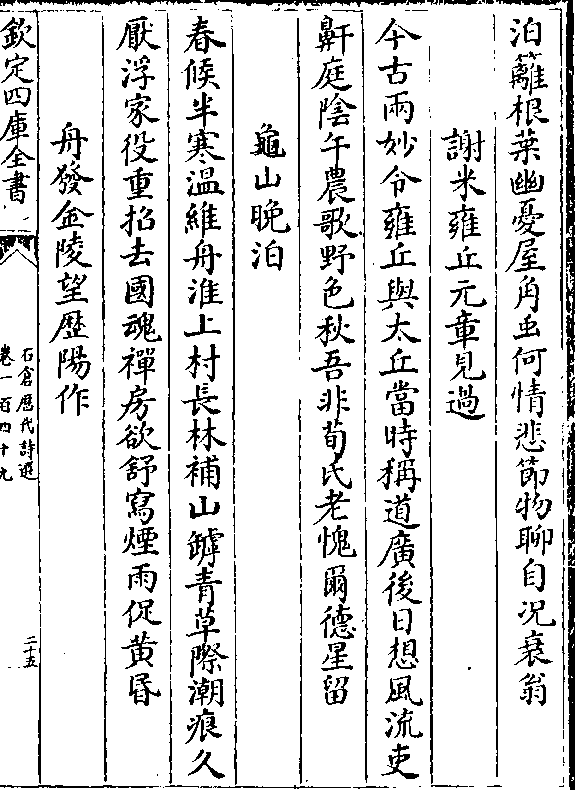 泊籬根葉幽憂屋角䖝何情悲節物聊自况衰翁
謝米雍丘元章見過
今古兩妙令雍丘與太丘當時稱道廣後日想風流吏
鼾庭陰午農歌野色秋吾非荀氏老愧爾德星留
龜山晚泊
春候半寒溫維舟淮上村長林補山罅青草際潮痕久
厭浮家役重招去國魂禪房欲舒寫煙雨促黄昏
舟發金陵望歴陽作
欽定四庫全書
石倉歴代詩選
卷一百四十九
二十五